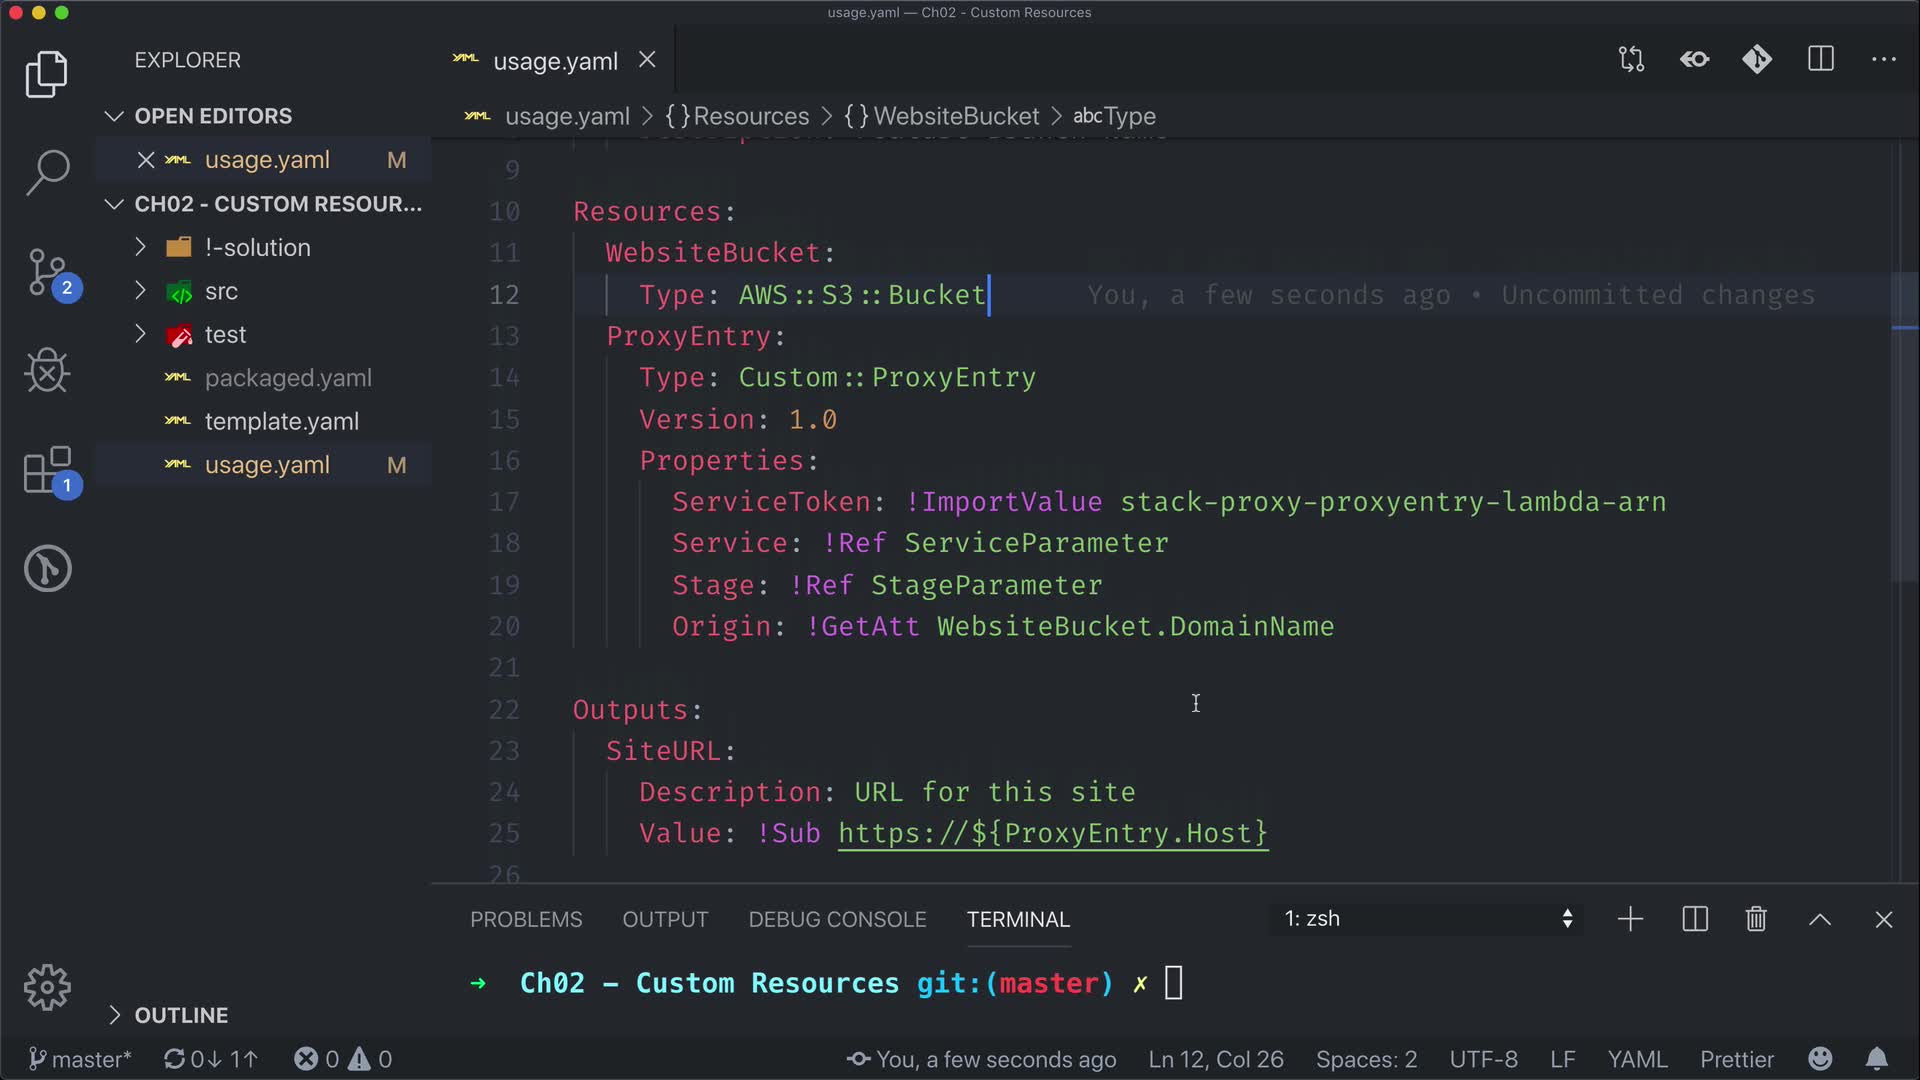 usage.yaml — Ch02 - Custom Resources
EXPLORER
OPEN EDITORS
usage.yaml M
CH02 - CUSTOM RESOUR...
!-solution
src
test
packaged.yaml
template.yaml
usage.yaml M
OUTLINE
2
1
usage.yaml
usage.yaml > {} Resources > {} WebsiteBucket > abc Type
9
10 Resources:
11 WebsiteBucket:
12 Type: AWS::S3::Bucket You, a few seconds ago • Uncommitted changes
13 ProxyEntry:
14 Type: Custom::ProxyEntry
15 Version: 1.0
16 Properties:
17 ServiceToken: !ImportValue stack-proxy-proxyentry-lambda-arn
18 Service: !Ref ServiceParameter
19 Stage: !Ref StageParameter
20 Origin: !GetAtt WebsiteBucket.DomainName
21
22 Outputs:
23 SiteURL:
24 Description: URL for this site
25 Value: !Sub https://${ProxyEntry.Host}
26
PROBLEMS OUTPUT DEBUG CONSOLE TERMINAL 1: zsh
→ Ch02 - Custom Resources git:(master) ✗
master* 0↓ 1↑ 0 0 You, a few seconds ago Ln 12, Col 26 Spaces: 2 UTF-8 LF YAML Prettier